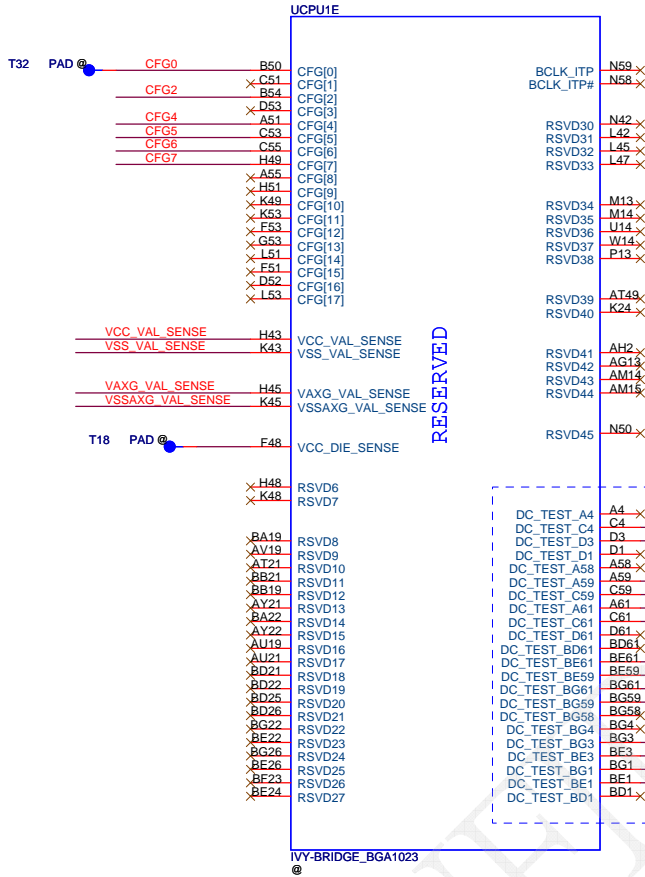 UCPU1E
T32 PAD @ CFG0 B50 CFG[0] BCLK_ITP N59
C51 CFG[1] BCLK_ITP# N58
CFG2 B54 CFG[2]
D53 CFG[3]
CFG4 A51 CFG[4] RSVD30 N42
CFG5 C53 CFG[5] RSVD31 L42
CFG6 C55 CFG[6] RSVD32 L45
CFG7 H49 CFG[7] RSVD33 L47
A55 CFG[8]
H51 CFG[9]
K49 CFG[10] RSVD34 M13
K53 CFG[11] RSVD35 M14
F53 CFG[12] RSVD36 U14
G53 CFG[13] RSVD37 W14
L51 CFG[14] RSVD38 P13
F51 CFG[15]
D52 CFG[16]
L53 CFG[17] RSVD39 AT49
RSVD40 K24
VCC_VAL_SENSE H43 VCC_VAL_SENSE
VSS_VAL_SENSE K43 VSS_VAL_SENSE RSVD41 AH2
RSVD42 AG13
RSVD43 AM14
VAXG_VAL_SENSE H45 VAXG_VAL_SENSE RSVD44 AM15
VSSAXG_VAL_SENSE K45 VSSAXG_VAL_SENSE
RESERVED
RSVD45 N50
T18 PAD @ F48 VCC_DIE_SENSE
H48 RSVD6
K48 RSVD7
DC_TEST_A4 A4
DC_TEST_C4 C4
BA19 RSVD8 DC_TEST_D3 D3
AV19 RSVD9 DC_TEST_D1 D1
AT21 RSVD10 DC_TEST_A58 A58
BB21 RSVD11 DC_TEST_A59 A59
BB19 RSVD12 DC_TEST_C59 C59
AY21 RSVD13 DC_TEST_A61 A61
BA22 RSVD14 DC_TEST_C61 C61
AY22 RSVD15 DC_TEST_D61 D61
AU19 RSVD16 DC_TEST_BD61 BD61
AU21 RSVD17 DC_TEST_BE61 BE61
BD21 RSVD18 DC_TEST_BE59 BE59
BD22 RSVD19 DC_TEST_BG61 BG61
BD25 RSVD20 DC_TEST_BG59 BG59
BD26 RSVD21 DC_TEST_BG58 BG58
BG22 RSVD22 DC_TEST_BG4 BG4
BE22 RSVD23 DC_TEST_BG3 BG3
BG26 RSVD24 DC_TEST_BE3 BE3
BE26 RSVD25 DC_TEST_BG1 BG1
BF23 RSVD26 DC_TEST_BE1 BE1
BE24 RSVD27 DC_TEST_BD1 BD1
IVY-BRIDGE_BGA1023
@